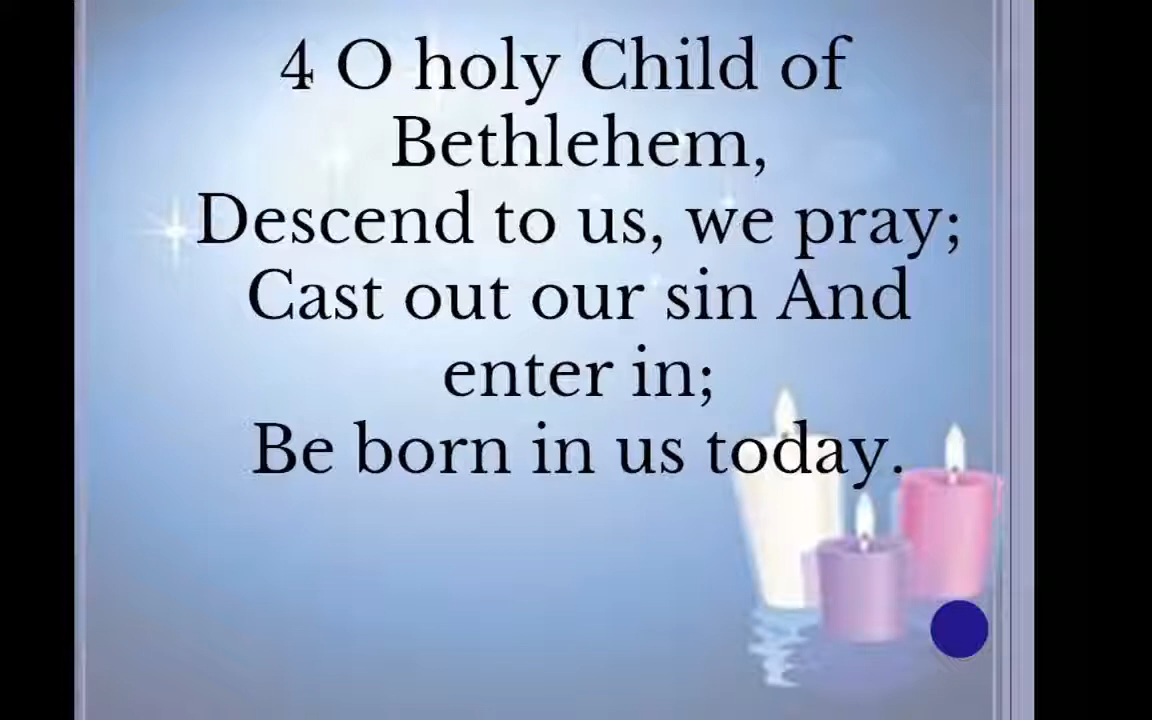 4 O holy Child of
Bethlehem,
Descend to us, we pray;
Cast out our sin And
enter in;
Be born in us today.